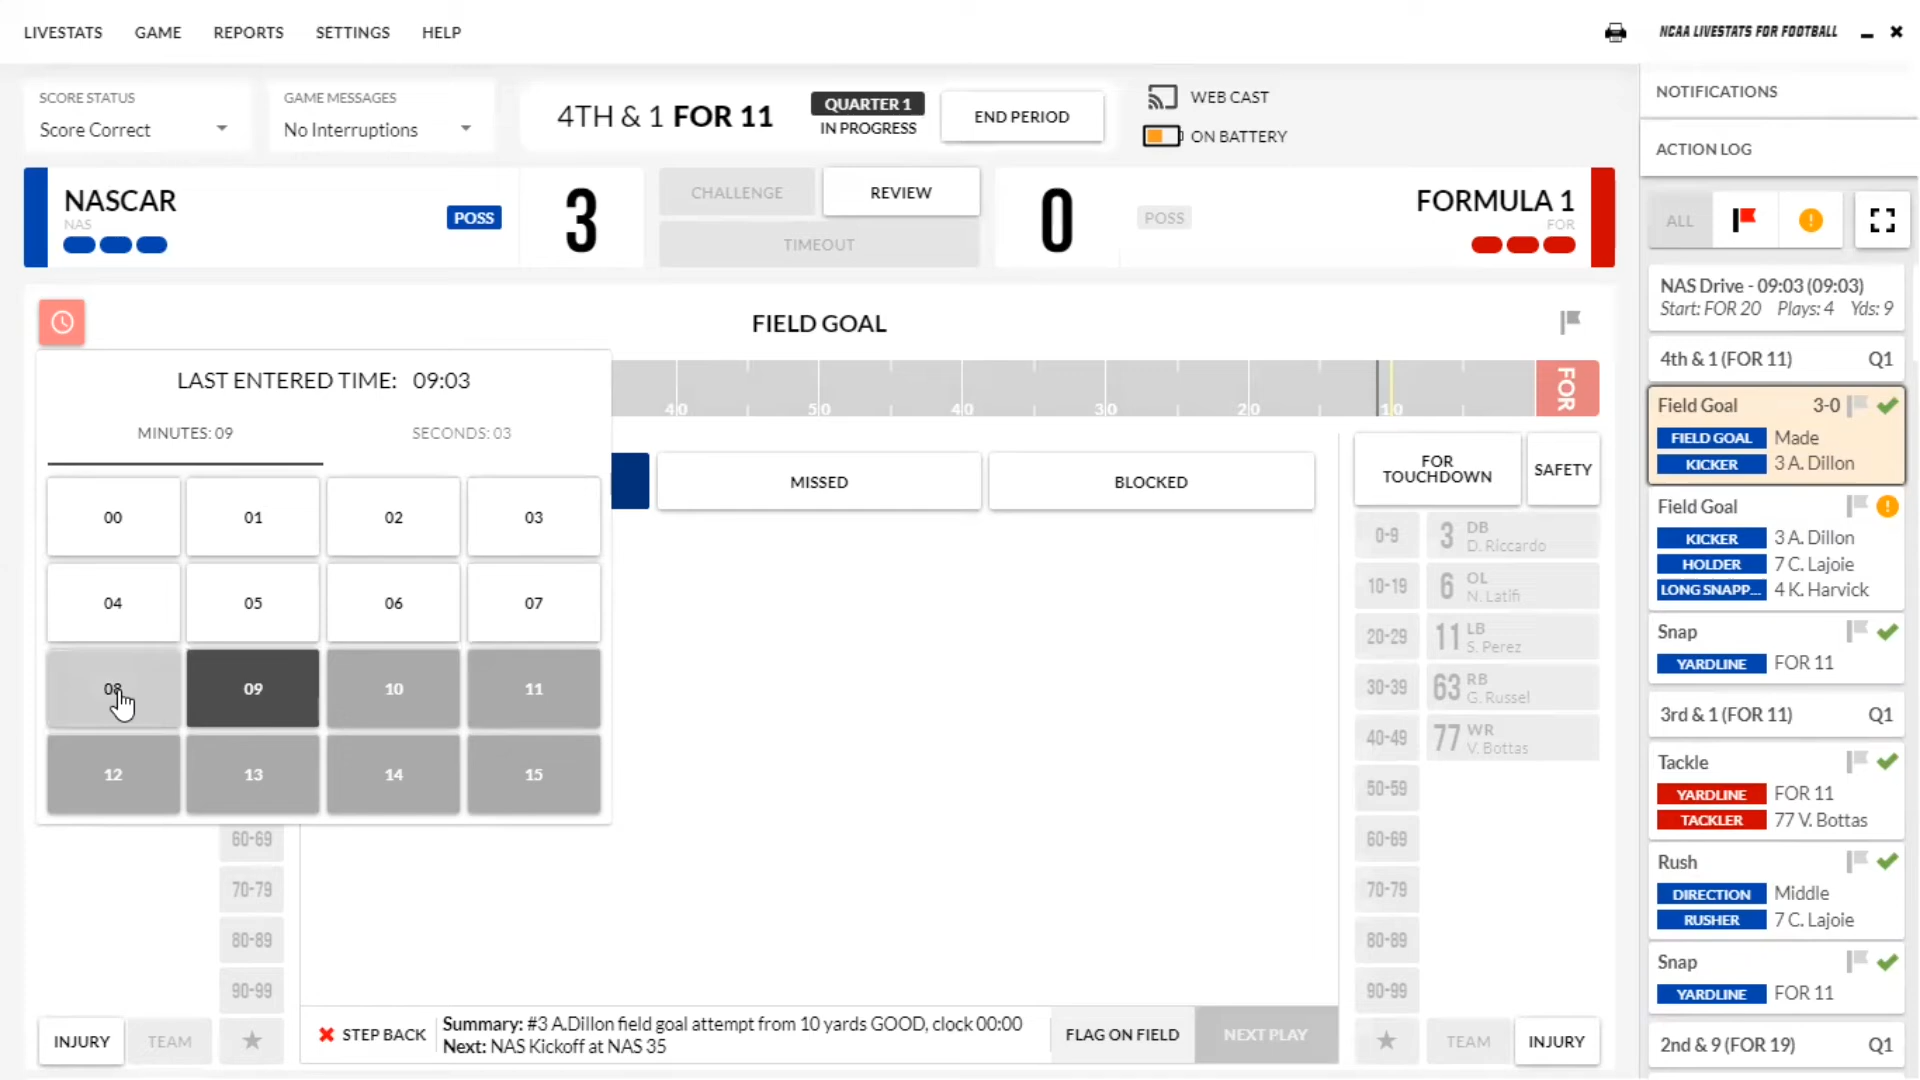 LIVESTATS GAME REPORTS SETTINGS HELP
NCAA LIVESTATS FOR FOOTBALL
SCORE STATUS
Score Correct
GAME MESSAGES
No Interruptions
4TH & 1 FOR 11
QUARTER 1
IN PROGRESS
END PERIOD
WEB CAST
ON BATTERY
NOTIFICATIONS
ACTION LOG
NASCAR
NAS
POSS
3
CHALLENGE
REVIEW
TIMEOUT
0
POSS
FORMULA 1
FOR
ALL
FIELD GOAL
LAST ENTERED TIME: 09:03
MINUTES: 09
SECONDS: 03
00 01 02 03
04 05 06 07
08 09 10 11
12 13 14 15
40 50 40 30 20 10
FOR
MISSED
BLOCKED
FOR
TOUCHDOWN
SAFETY
0-9
3 DB
D. Riccardo
10-19
6 OL
N. Latifi
20-29
11 LB
S. Perez
30-39
63 RB
G. Russel
40-49
77 WR
V. Bottas
50-59
60-69
70-79
80-89
90-99
60-69
70-79
80-89
90-99
INJURY
TEAM
STEP BACK
Summary: #3 A.Dillon field goal attempt from 10 yards GOOD, clock 00:00
Next: NAS Kickoff at NAS 35
FLAG ON FIELD
NEXT PLAY
TEAM
INJURY
NAS Drive - 09:03 (09:03)
Start: FOR 20 Plays: 4 Yds: 9
4th & 1 (FOR 11) Q1
Field Goal 3-0
FIELD GOAL Made
KICKER 3 A. Dillon
Field Goal
KICKER 3 A. Dillon
HOLDER 7 C. Lajoie
LONG SNAPP... 4 K. Harvick
Snap
YARDLINE FOR 11
3rd & 1 (FOR 11) Q1
Tackle
YARDLINE FOR 11
TACKLER 77 V. Bottas
Rush
DIRECTION Middle
RUSHER 7 C. Lajoie
Snap
YARDLINE FOR 11
2nd & 9 (FOR 19) Q1